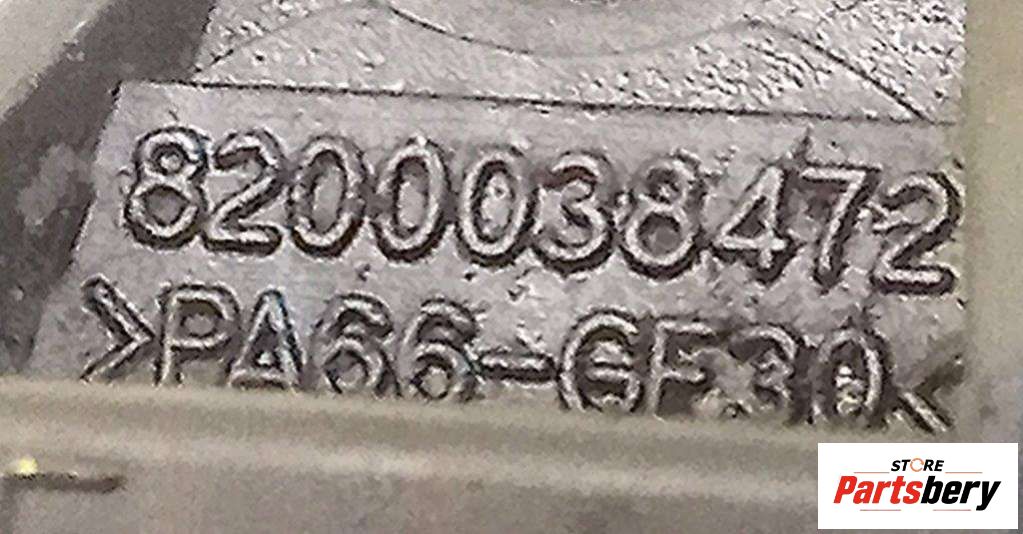 8200038472
>PA66-GF30<
STORE
Partsbery